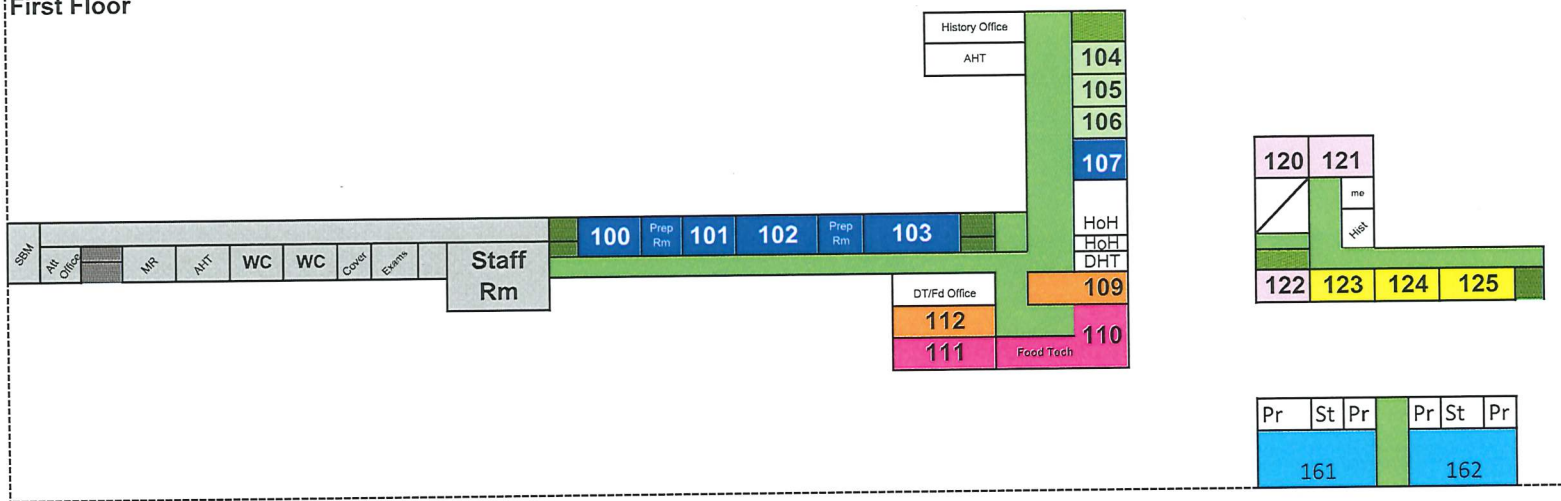 First Floor
History Office
AHT
104
105
106
107
HoH
HoH
DHT
SBM
Att
Office
MR
AHT
WC
WC
Cover
Exams
Staff
Rm
100
Prep
Rm
101
102
Prep
Rm
103
DT/Fd Office
109
112
110
111
Food Tech
120
121
me
Hist
122
123
124
125
Pr
St
Pr
Pr
St
Pr
161
162